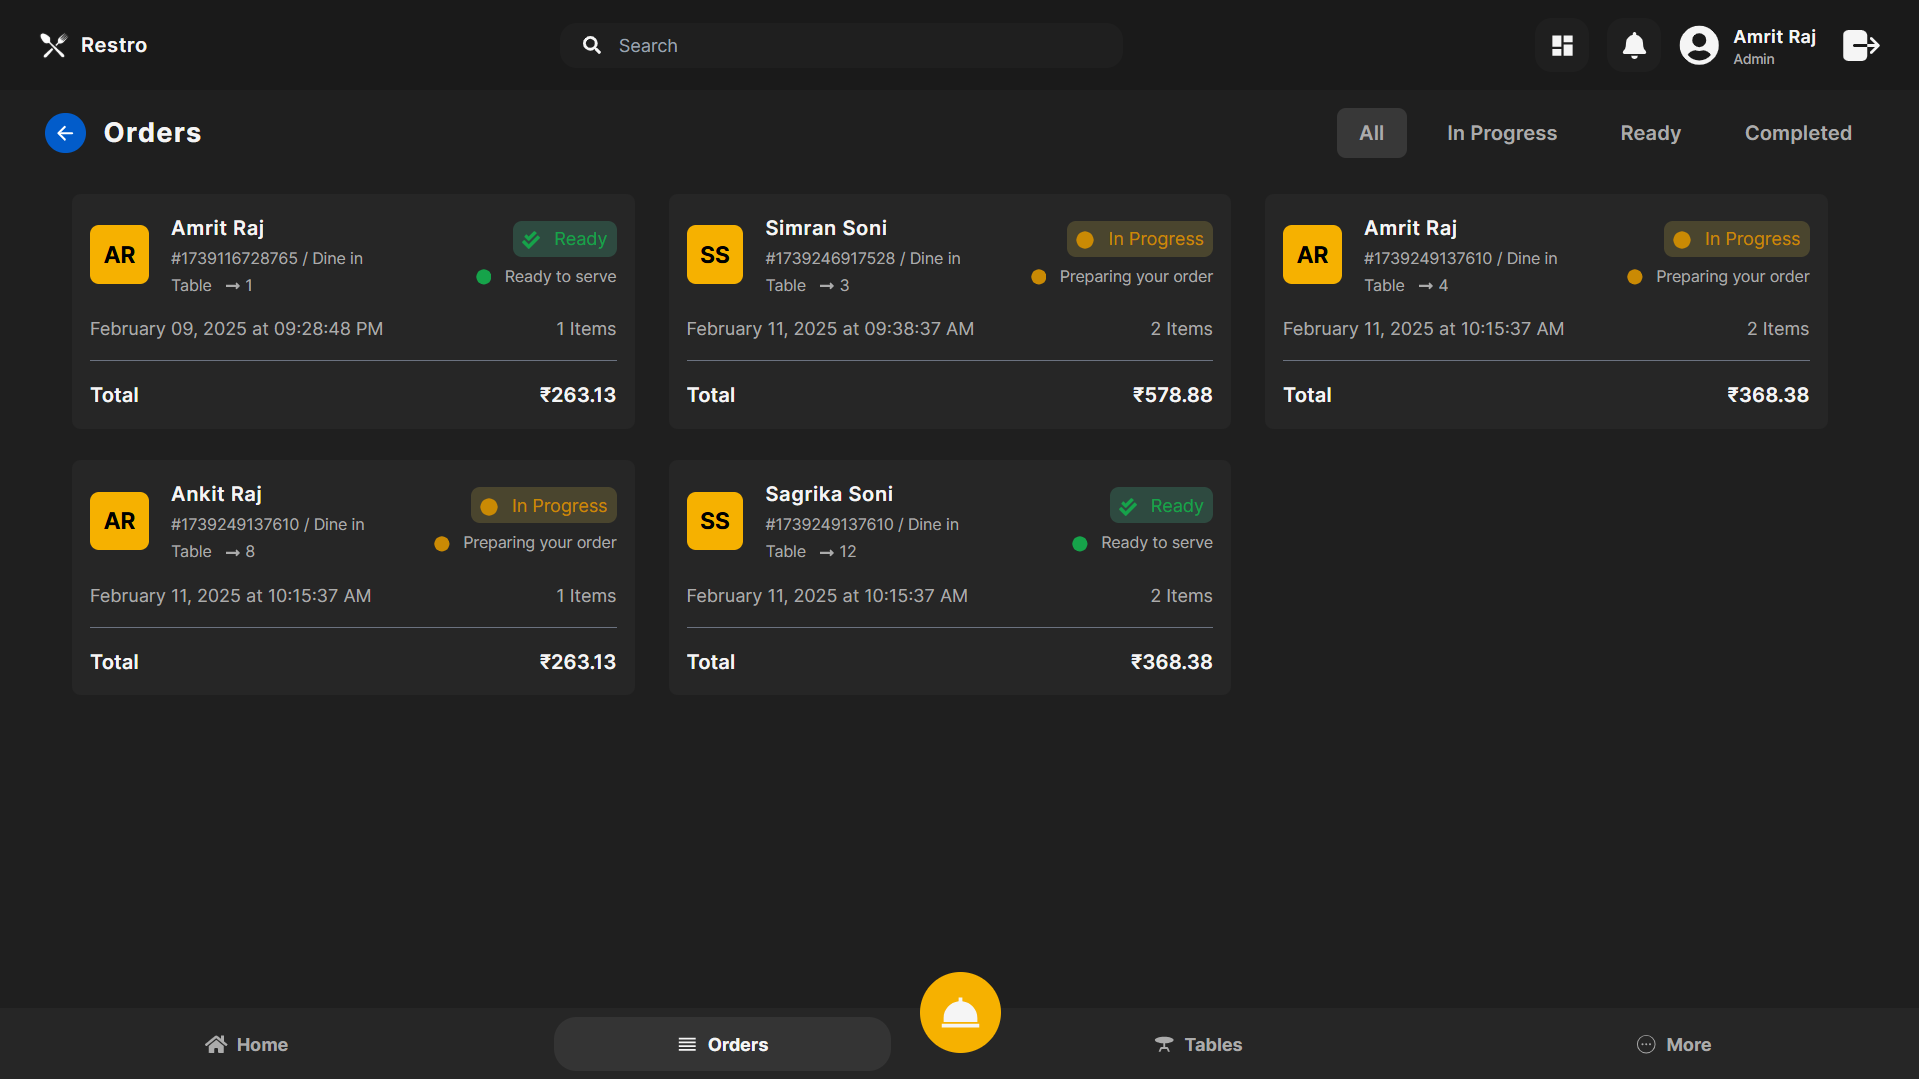 Restro
Search
Amrit Raj
Admin
Orders
All
In Progress
Ready
Completed
AR
Amrit Raj
#1739116728765 / Dine in
Table → 1
Ready
Ready to serve
February 09, 2025 at 09:28:48 PM
1 Items
Total
₹263.13
SS
Simran Soni
#1739246917528 / Dine in
Table → 3
In Progress
Preparing your order
February 11, 2025 at 09:38:37 AM
2 Items
Total
₹578.88
AR
Amrit Raj
#1739249137610 / Dine in
Table → 4
In Progress
Preparing your order
February 11, 2025 at 10:15:37 AM
2 Items
Total
₹368.38
AR
Ankit Raj
#1739249137610 / Dine in
Table → 8
In Progress
Preparing your order
February 11, 2025 at 10:15:37 AM
1 Items
Total
₹263.13
SS
Sagrika Soni
#1739249137610 / Dine in
Table → 12
Ready
Ready to serve
February 11, 2025 at 10:15:37 AM
2 Items
Total
₹368.38
Home
Orders
Tables
More